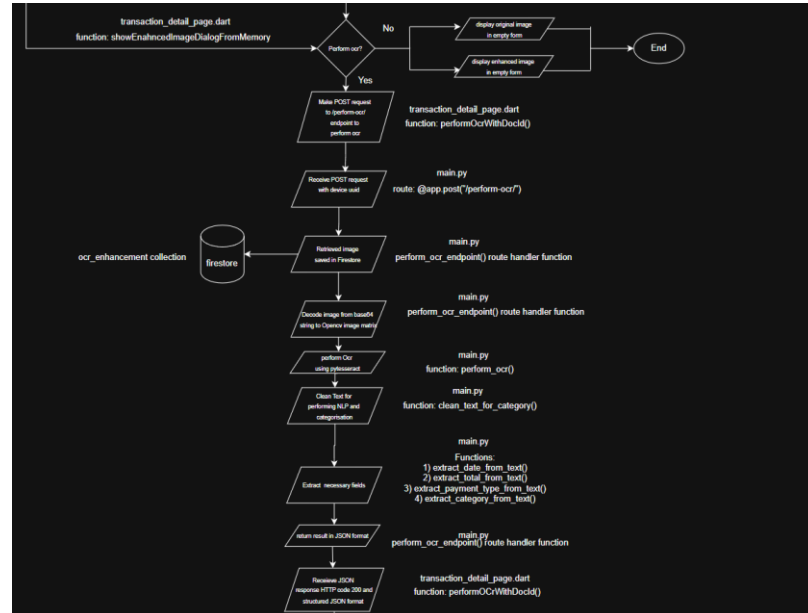 transaction_detail_page.dart
function: showEnahncedImageDialogFromMemory
Perform ocr?
No
display original image
in empty form
display enhanced image
in empty form
End
Yes
Make POST request
to /perform-ocr/
endpoint to
perform ocr
transaction_detail_page.dart
function: performOcrWithDocId()
Receive POST request
with device uuid
main.py
route: @app.post("/perform-ocr/")
ocr_enhancement collection
firestore
Retrieved image
saved in Firestore
main.py
perform_ocr_endpoint() route handler function
Decode image from base64
string to Opencv image matrix
main.py
perform_ocr_endpoint() route handler function
perform Ocr
using pytesseract
main.py
function: perform_ocr()
Clean Text for
performing NLP and
categorisation
main.py
function: clean_text_for_category()
Extract necessary fields
main.py
Functions:
1) extract_date_from_text()
2) extract_total_from_text()
3) extract_payment_type_from_text()
4) extract_category_from_text()
return result in JSON format
main.py
perform_ocr_endpoint() route handler function
Receieve JSON
response HTTP code 200 and
structured JSON format
transaction_detail_page.dart
function: performOCrWithDocId()